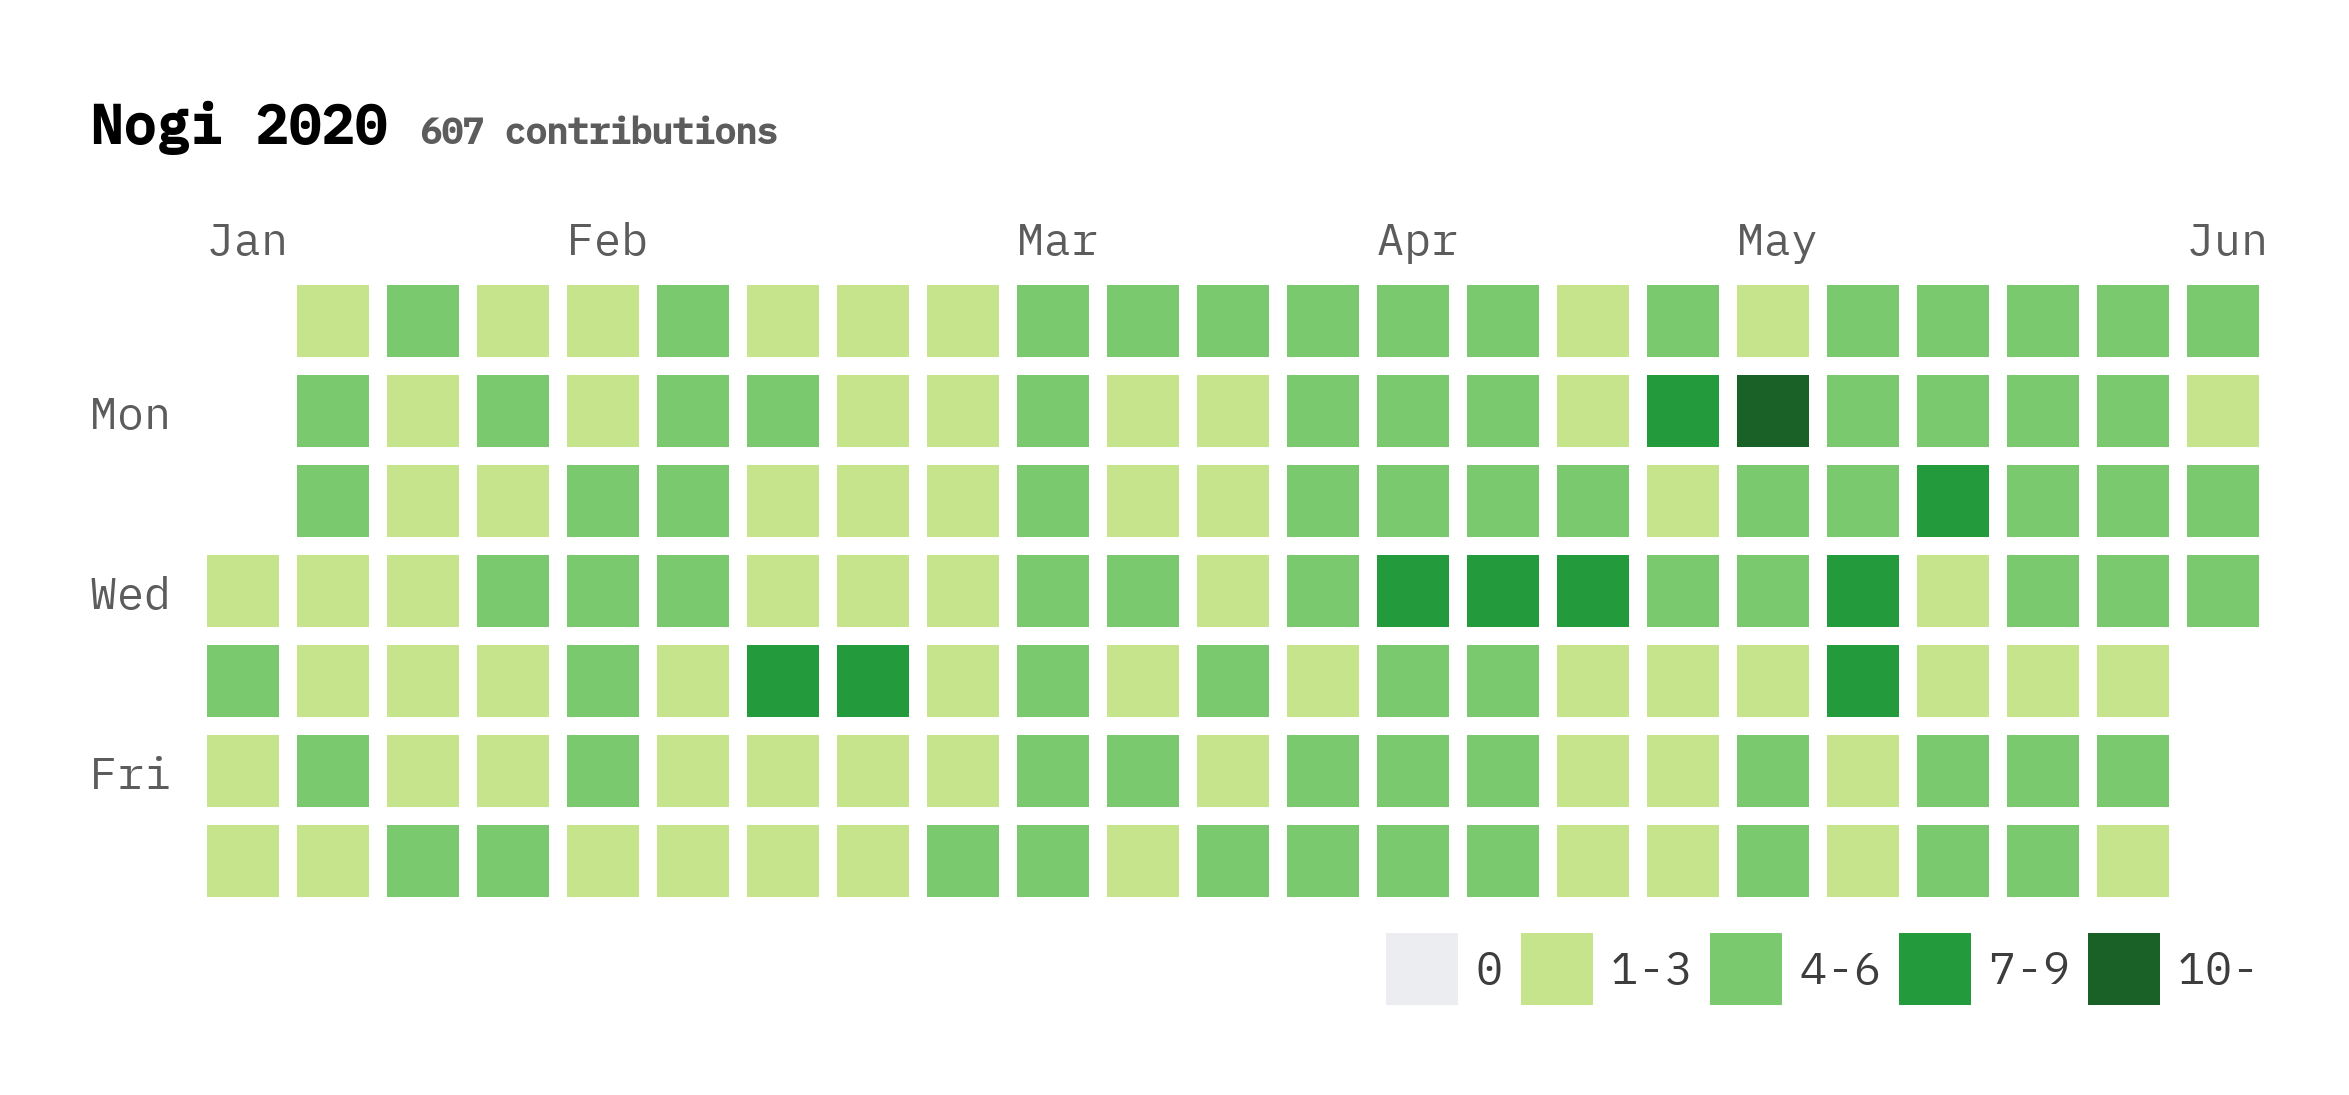 Nogi 2020 607 contributions
Jan Feb Mar Apr May Jun
Mon
Wed
Fri
0 1-3 4-6 7-9 10-